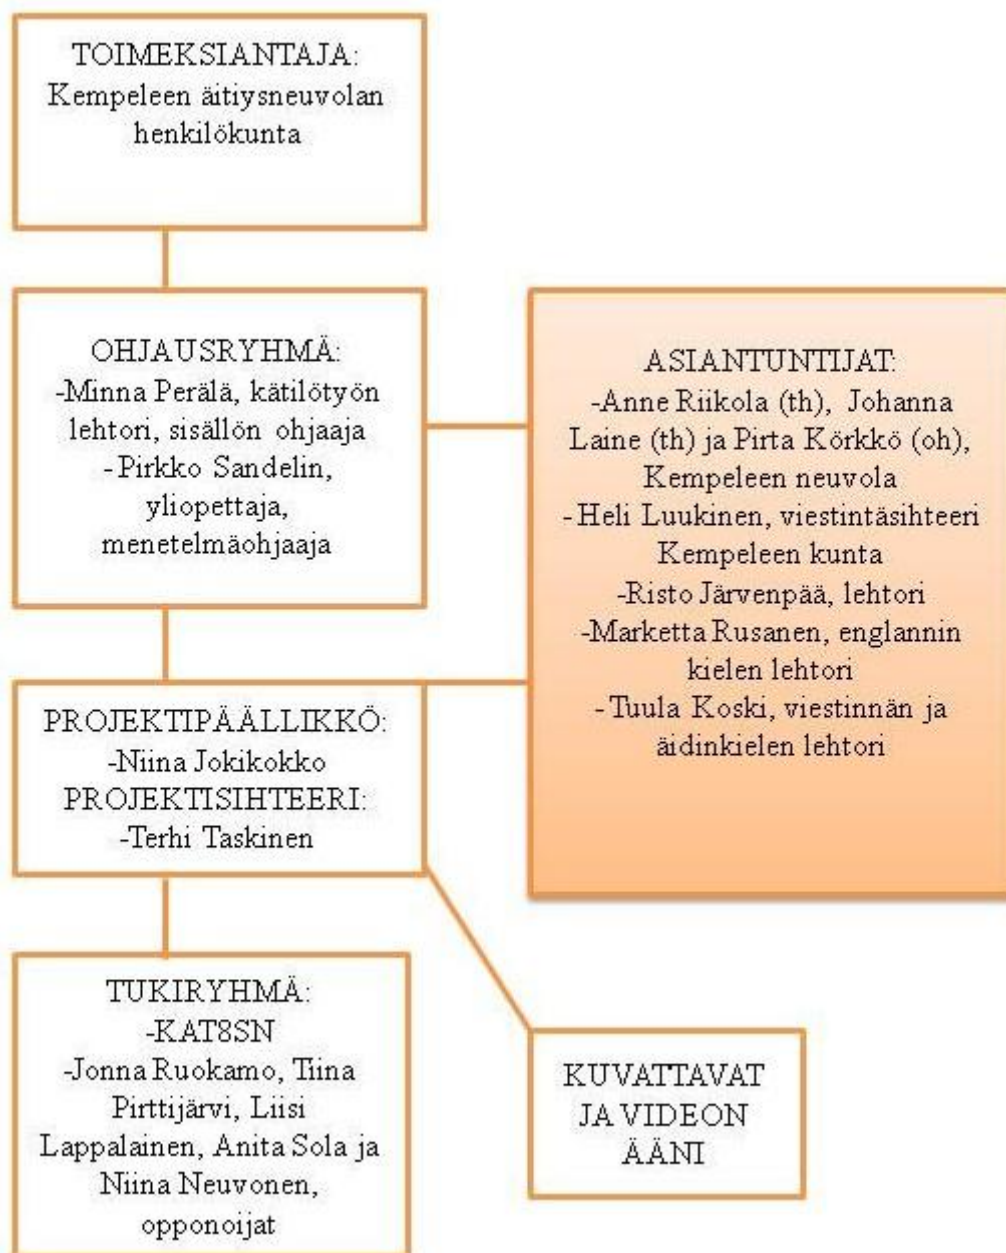 TOIMEKSIANTAJA:
Kempeleen äitiysneuvolan
henkilökunta
OHJAUSRYHMÄ:
-Minna Perälä, kätilötyön
lehtori, sisällön ohjaaja
-Pirkko Sandelin,
yliopettaja,
menetelmäohjaaja
ASIANTUNTIJAT:
-Anne Riikola (th), Johanna
Laine (th) ja Pirta Körkkö (oh),
Kempeleen neuvola
-Heli Luukinen, viestintäsihteeri
Kempeleen kunta
-Risto Järvenpää, lehtori
-Marketta Rusanen, englannin
kielen lehtori
-Tuula Koski, viestinnän ja
äidinkielen lehtori
PROJEKTIPÄÄLLIKKÖ:
-Niina Jokikokko
PROJEKTISIHTEERI:
-Terhi Taskinen
TUKIRYHMÄ:
-KAT8SN
-Jonna Ruokamo, Tiina
Pirttijärvi, Liisi
Lappalainen, Anita Sola ja
Niina Neuvonen,
opponoijat
KUVATTAVAT
JA VIDEON
ÄÄNI